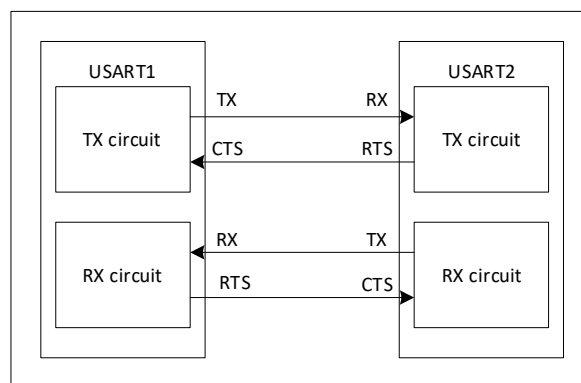 USART1 USART2
TX RX
TX circuit TX circuit
CTS RTS
RX TX
RX circuit RX circuit
RTS CTS